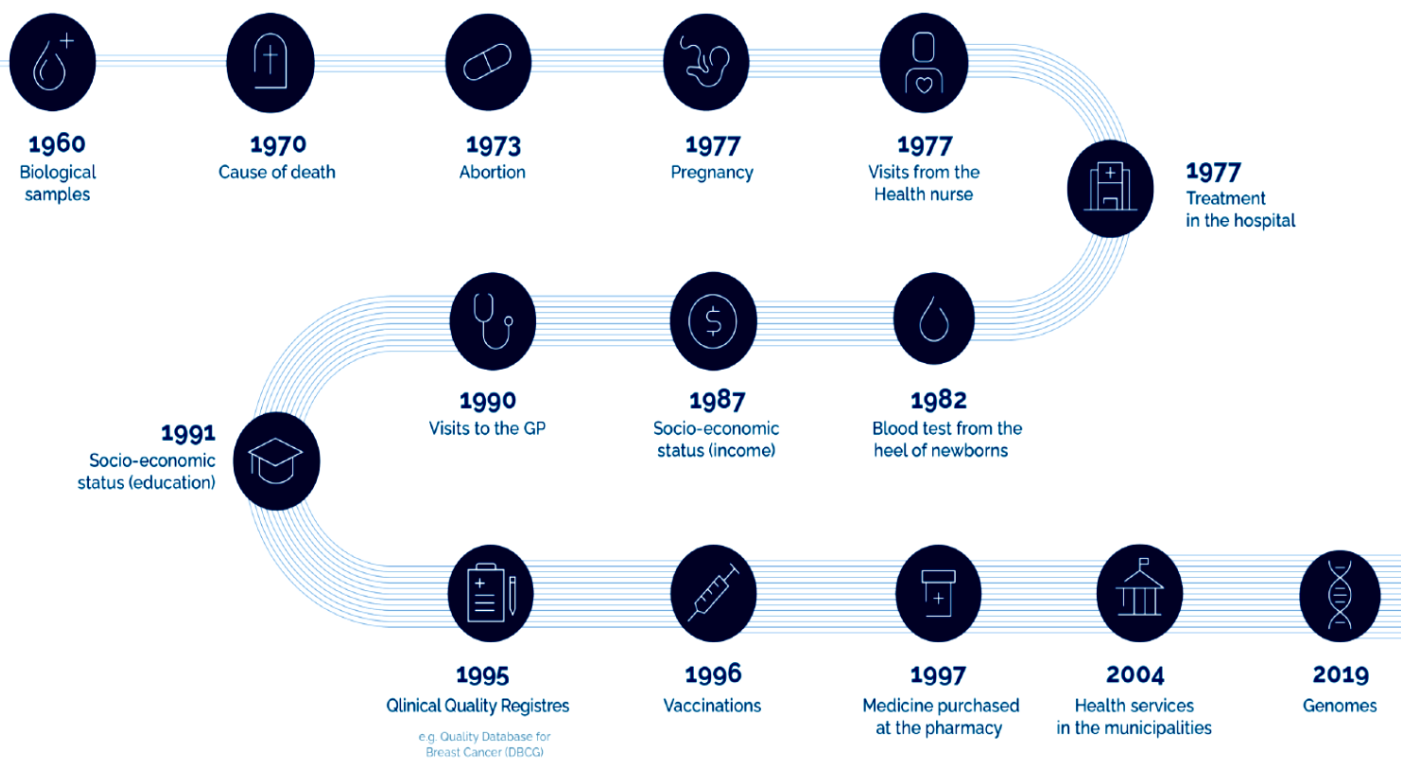 1960
Biological
samples
1970
Cause of death
1973
Abortion
1977
Pregnancy
1977
Visits from the
Health nurse
1977
Treatment
in the hospital
1982
Blood test from the
heel of newborns
1987
Socio-economic
status (income)
1990
Visits to the GP
1991
Socio-economic
status (education)
1995
Qlinical Quality Registres
e.g. Quality Database for
Breast Cancer (DBCG)
1996
Vaccinations
1997
Medicine purchased
at the pharmacy
2004
Health services
in the municipalities
2019
Genomes